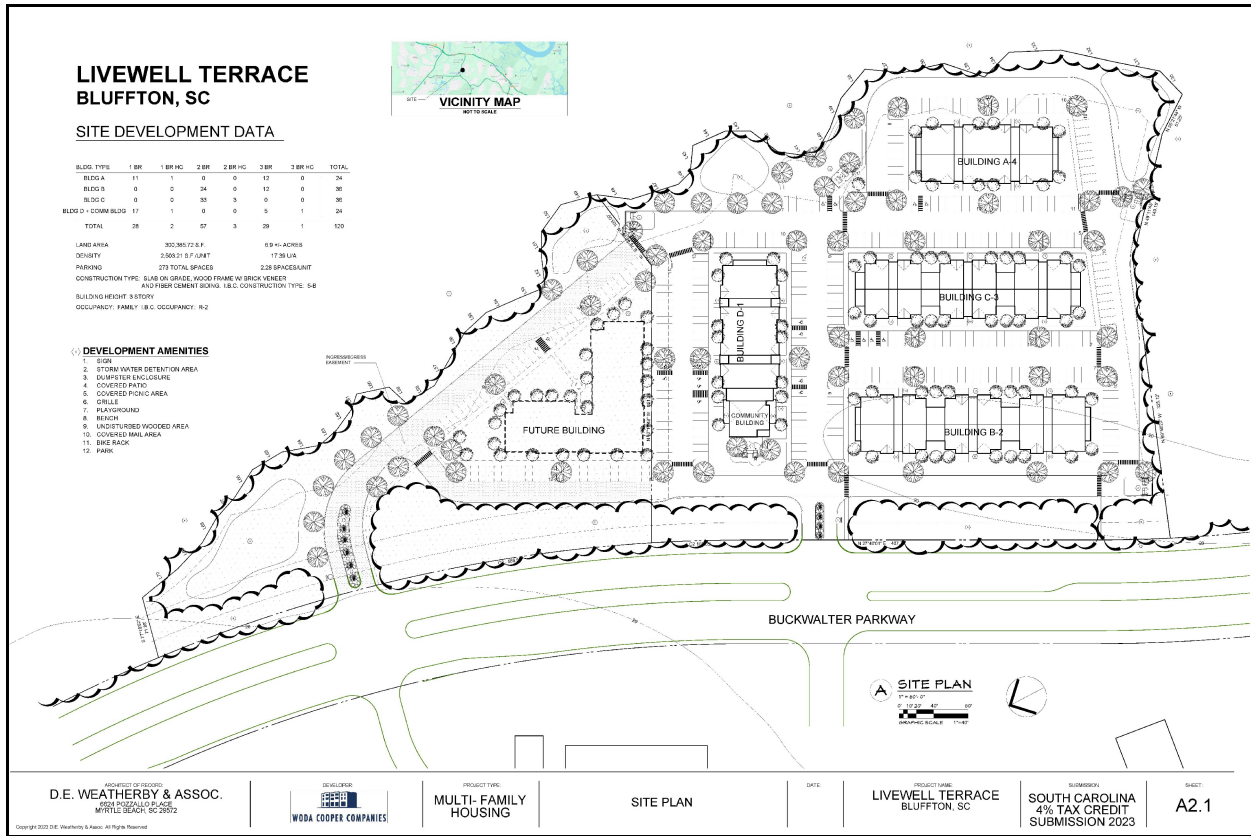 LIVEWELL TERRACE
BLUFFTON, SC
SITE DEVELOPMENT DATA
SITE
VICINITY MAP
NOT TO SCALE
BLDG. TYPE 1 BR 1 BR HC 2 BR 2 BR HC 3 BR 3 BR HC TOTAL
BLDG A 11 1 0 0 12 0 24
BLDG B 0 0 24 0 12 0 36
BLDG C 0 0 33 3 0 0 36
BLDG D + COMM BLDG 17 1 0 0 5 1 24
TOTAL 28 2 57 3 29 1 120
LAND AREA 300,385.72 S.F. 6.9 +/- ACRES
DENSITY 2,503.21 S.F./UNIT 17.39 U/A
PARKING 273 TOTAL SPACES 2.28 SPACES/UNIT
CONSTRUCTION TYPE: SLAB ON GRADE, WOOD FRAME W/ BRICK VENEER
AND FIBER CEMENT SIDING. I.B.C. CONSTRUCTION TYPE: 5-B
BUILDING HEIGHT: 3 STORY
OCCUPANCY: FAMILY I.B.C. OCCUPANCY: R-2
DEVELOPMENT AMENITIES
1. SIGN
2. STORM WATER DETENTION AREA
3. DUMPSTER ENCLOSURE
4. COVERED PATIO
5. COVERED PICNIC AREA
6. GRILLE
7. PLAYGROUND
8. BENCH
9. UNDISTURBED WOODED AREA
10. COVERED MAIL AREA
11. BIKE RACK
12. PARK
INGRESS/EGRESS
EASEMENT
BUILDING A-4
BUILDING C-3
BUILDING D-1
COMMUNITY
BUILDING
BUILDING B-2
FUTURE BUILDING
BUCKWALTER PARKWAY
A SITE PLAN
1" = 60'-0"
0' 10' 20' 40' 80'
GRAPHIC SCALE 1"=40'
ARCHITECT OF RECORD:
D.E. WEATHERBY & ASSOC.
6624 POZZALLO PLACE
MYRTLE BEACH, SC 29572
Copyright 2023 D.E. Weatherby & Assoc. All Rights Reserved
DEVELOPER:
WODA COOPER COMPANIES
PROJECT TYPE:
MULTI- FAMILY
HOUSING
SITE PLAN
DATE:
PROJECT NAME:
LIVEWELL TERRACE
BLUFFTON, SC
SUBMISSION:
SOUTH CAROLINA
4% TAX CREDIT
SUBMISSION 2023
SHEET:
A2.1